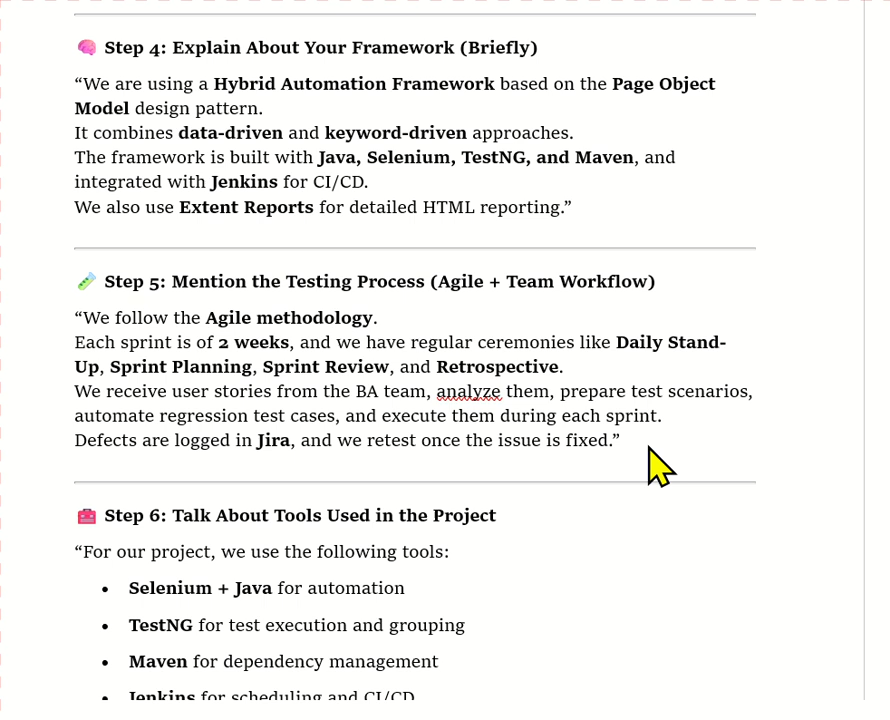 🧠 Step 4: Explain About Your Framework (Briefly)
“We are using a Hybrid Automation Framework based on the Page Object
Model design pattern.
It combines data-driven and keyword-driven approaches.
The framework is built with Java, Selenium, TestNG, and Maven, and
integrated with Jenkins for CI/CD.
We also use Extent Reports for detailed HTML reporting.”
🧪 Step 5: Mention the Testing Process (Agile + Team Workflow)
“We follow the Agile methodology.
Each sprint is of 2 weeks, and we have regular ceremonies like Daily Stand-
Up, Sprint Planning, Sprint Review, and Retrospective.
We receive user stories from the BA team, analyze them, prepare test scenarios,
automate regression test cases, and execute them during each sprint.
Defects are logged in Jira, and we retest once the issue is fixed.”
🧰 Step 6: Talk About Tools Used in the Project
“For our project, we use the following tools:
• Selenium + Java for automation
• TestNG for test execution and grouping
• Maven for dependency management
• Jenkins for scheduling and CI/CD